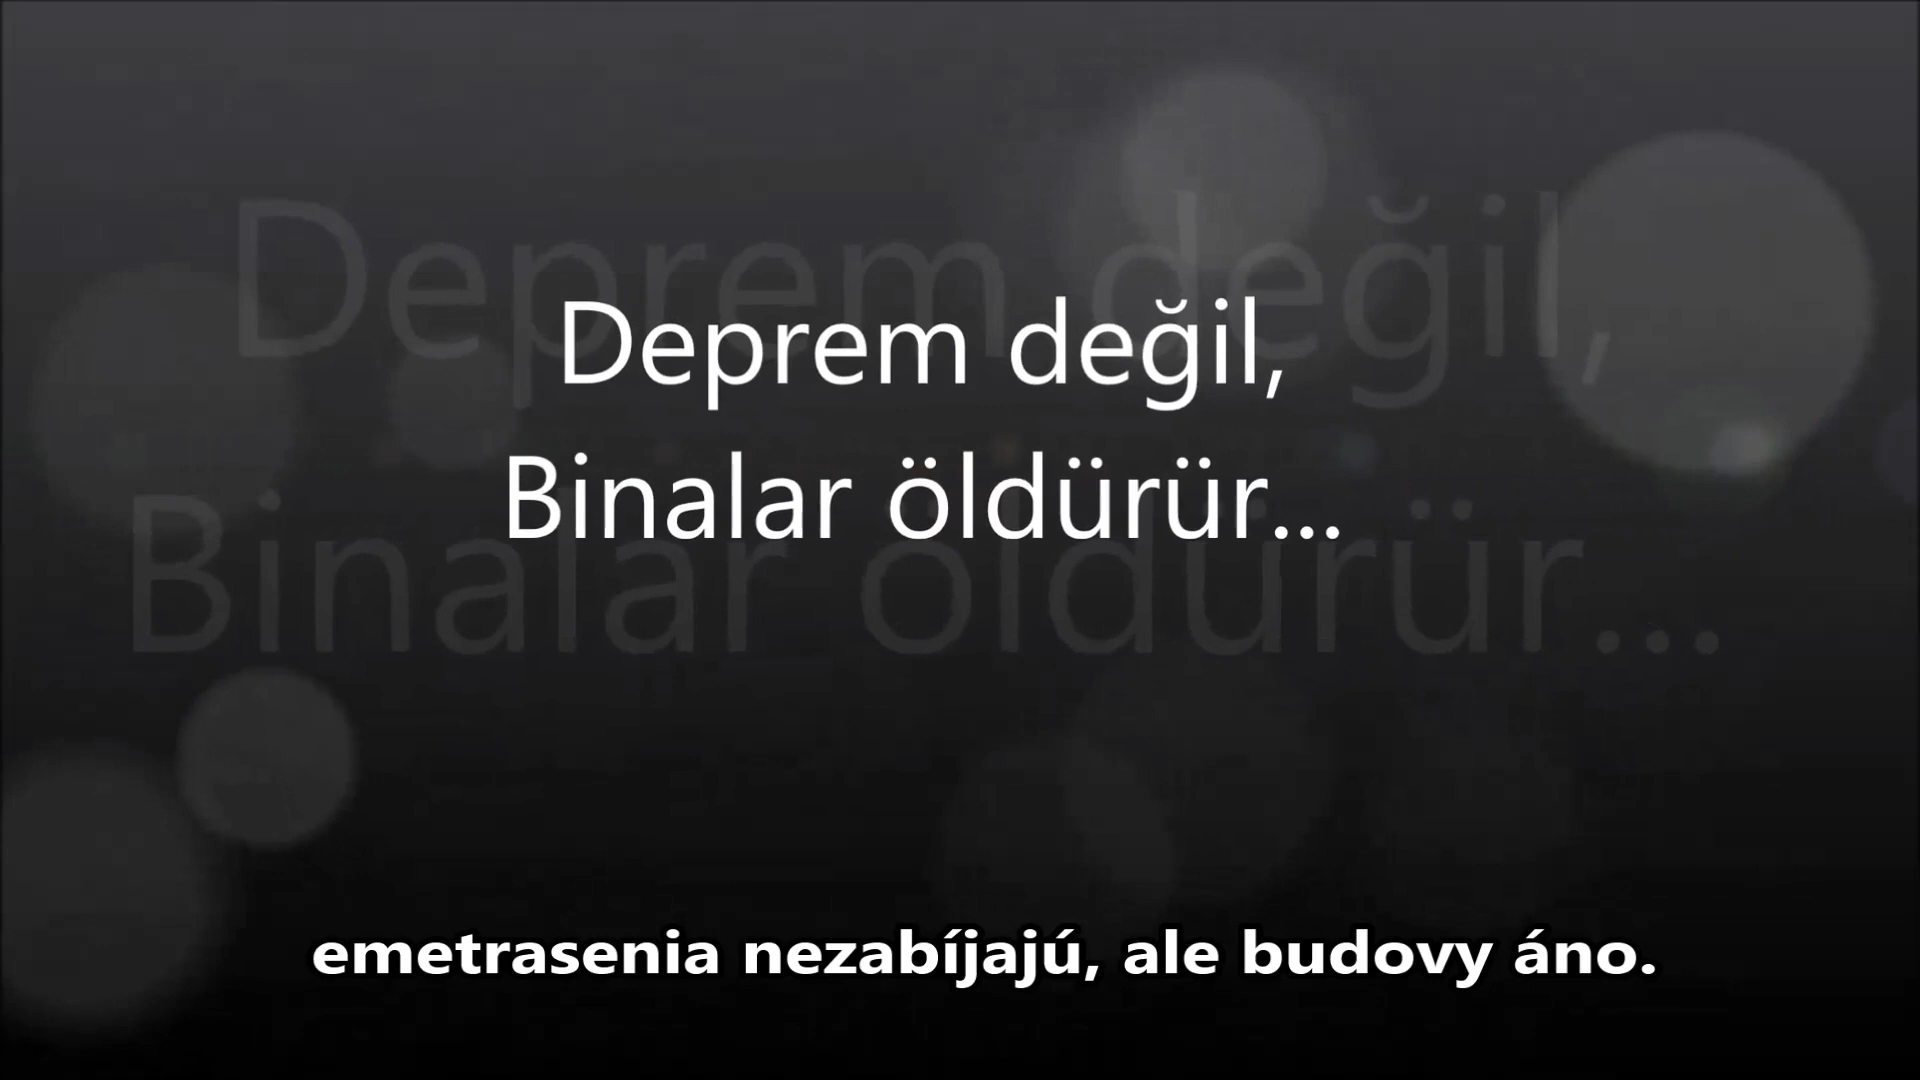 Deprem değil,
Binalar öldürür...
emetrasenia nezabíjajú, ale budovy áno.